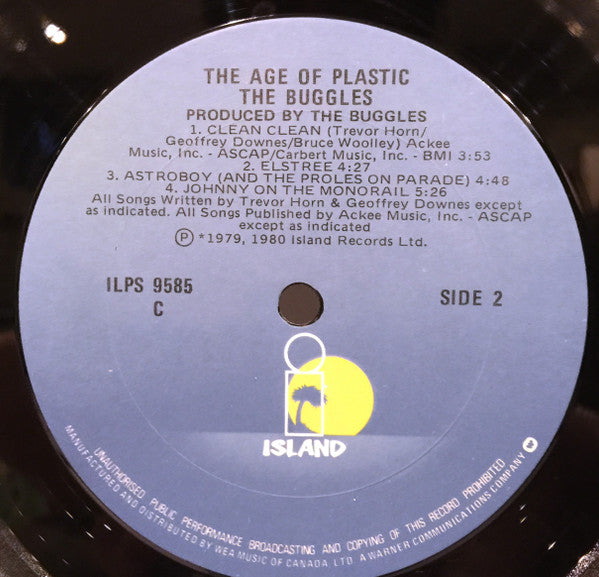 THE AGE OF PLASTIC
THE BUGGLES
PRODUCED BY THE BUGGLES
1. CLEAN CLEAN (Trevor Horn/
Geoffrey Downes/Bruce Woolley) Ackee
Music, Inc. - ASCAP/Carbert Music, Inc. - BMI 3:53
2. ELSTREE 4:27
3. ASTROBOY (AND THE PROLES ON PARADE) 4:48
4. JOHNNY ON THE MONORAIL 5:26
All Songs Written by Trevor Horn & Geoffrey Downes except
as indicated. All Songs Published by Ackee Music, Inc. - ASCAP
except as indicated
℗ *1979, 1980 Island Records Ltd.
ILPS 9585
C
SIDE 2
i
ISLAND
UNAUTHORISED PUBLIC PERFORMANCE BROADCASTING AND COPYING OF THIS RECORD PROHIBITED
MANUFACTURED AND DISTRIBUTED BY WEA MUSIC OF CANADA LTD. A WARNER COMMUNICATIONS COMPANY